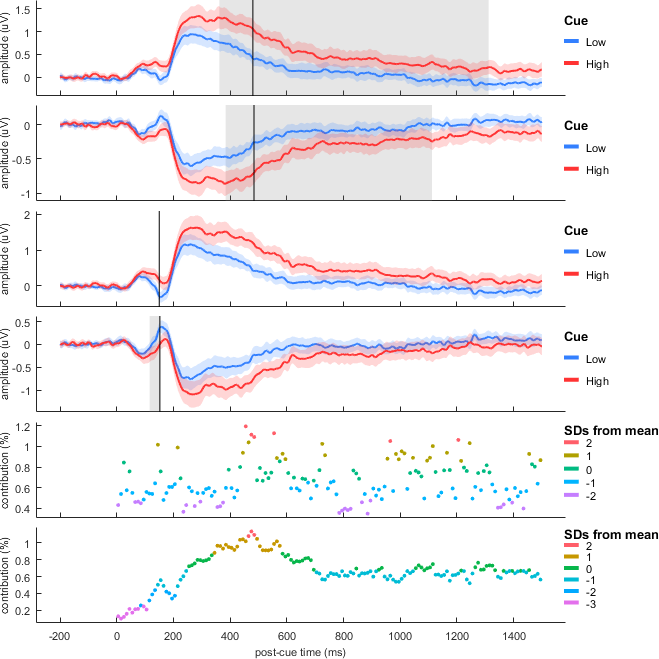 amplitude (uV)
1.5
1
0.5
0
Cue
Low
High
amplitude (uV)
0
-0.5
-1
Cue
Low
High
amplitude (uV)
2
1
0
Cue
Low
High
amplitude (uV)
0.5
0
-0.5
-1
Cue
Low
High
contribution (%)
1.2
1
0.8
0.6
0.4
SDs from mean
2
1
0
-1
-2
contribution (%)
1
0.8
0.6
0.4
0.2
SDs from mean
2
1
0
-1
-2
-3
-200 0 200 400 600 800 1000 1200 1400
post-cue time (ms)